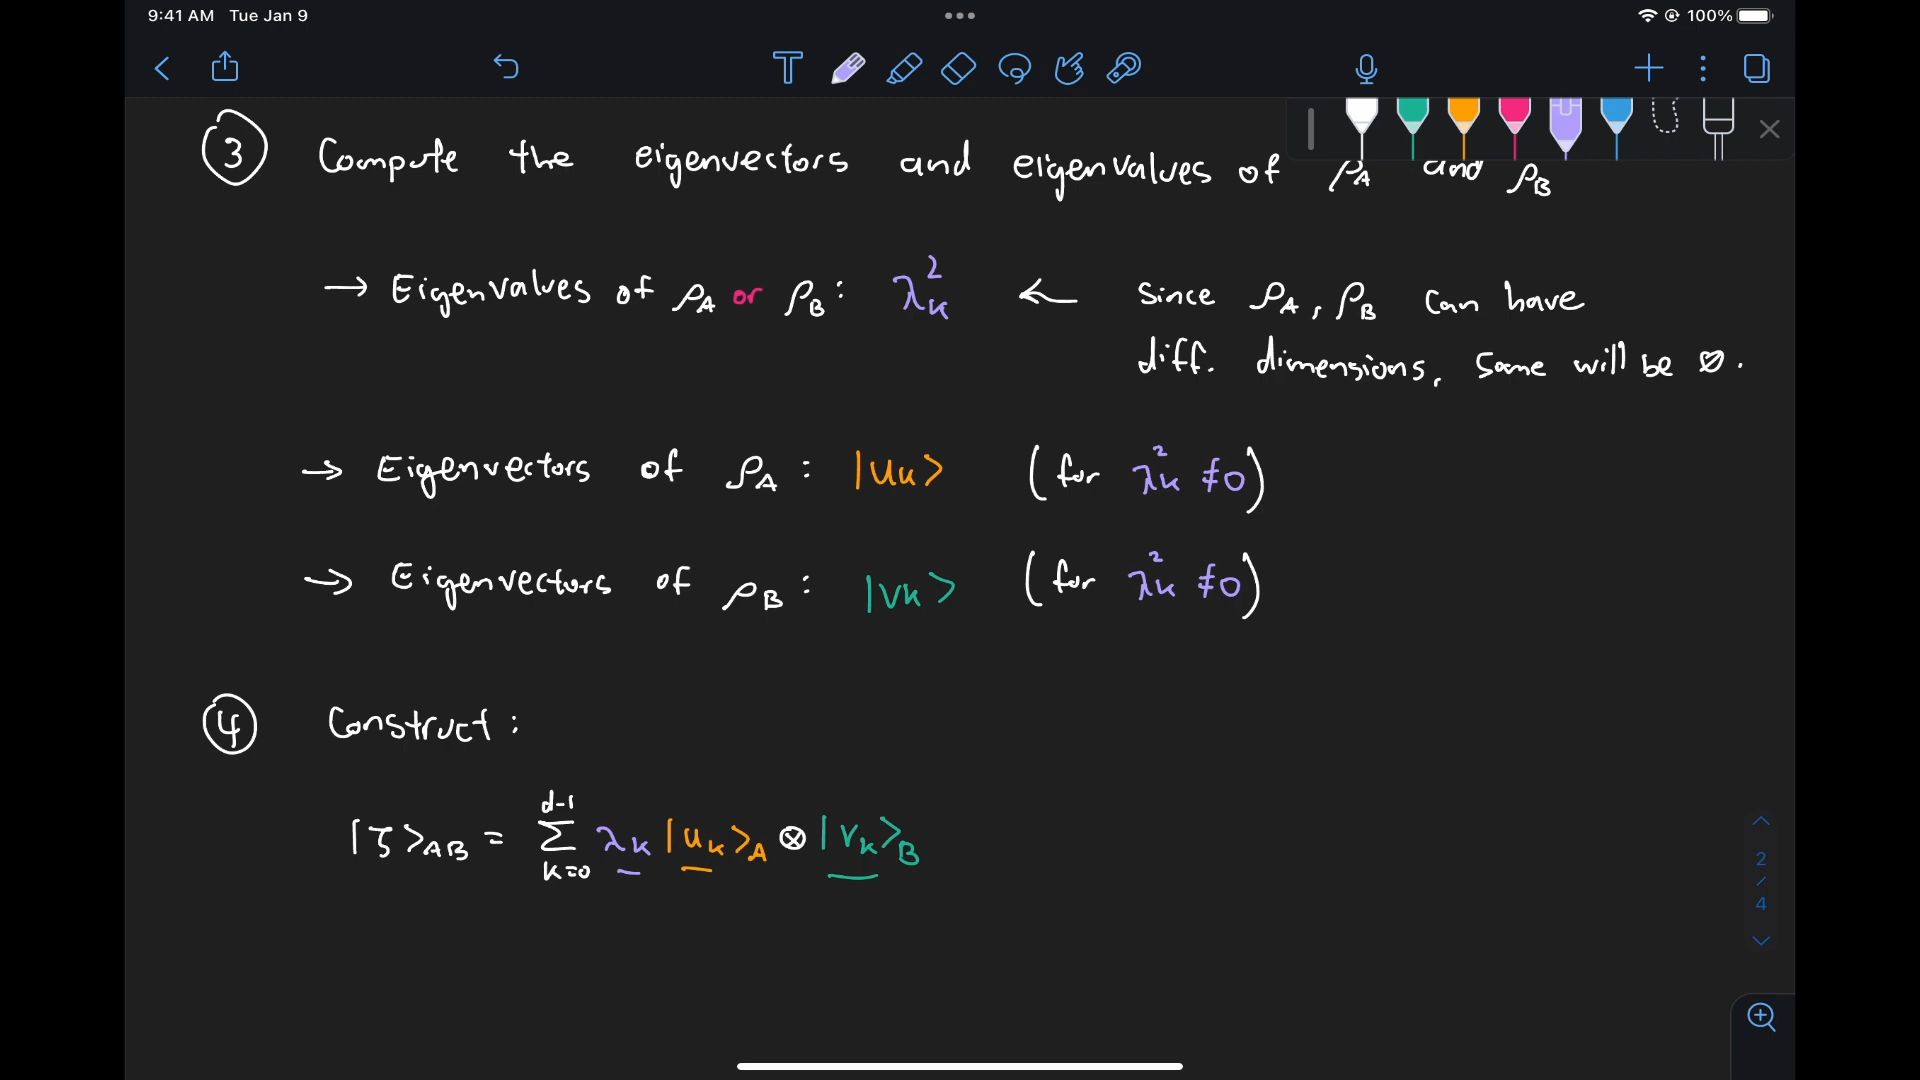 9:41 AM Tue Jan 9
100%
③ Compute the eigenvectors and eigenvalues of ρA and ρB
→ Eigenvalues of ρA or ρB: λk² ← Since ρA, ρB can have
diff. dimensions, some will be 0.
→ Eigenvectors of ρA: |uk> (for λk² ≠0)
→ Eigenvectors of ρB: |vk> (for λk² ≠0)
④ Construct:
|ζ>AB = Σ k=0 d-1 λk |uk>A ⊗ |vk>B
2
/
4